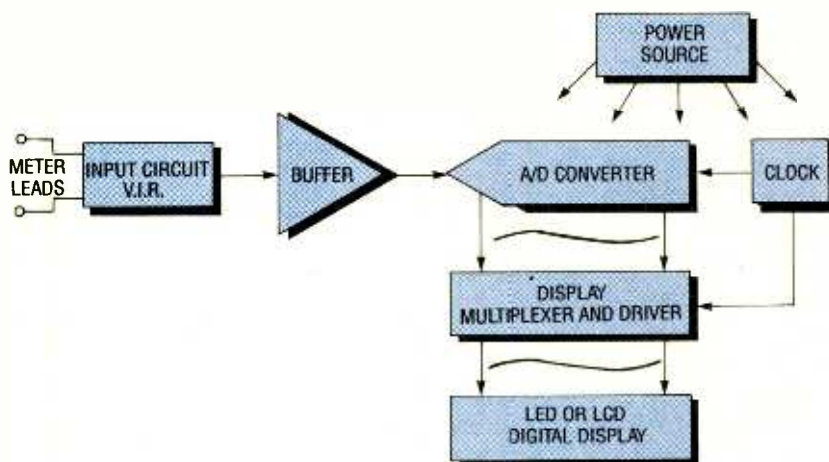 POWER
SOURCE
METER
LEADS
INPUT CIRCUIT
V.I.R.
BUFFER
A/D CONVERTER
CLOCK
DISPLAY
MULTIPLEXER AND DRIVER
LED OR LCD
DIGITAL DISPLAY